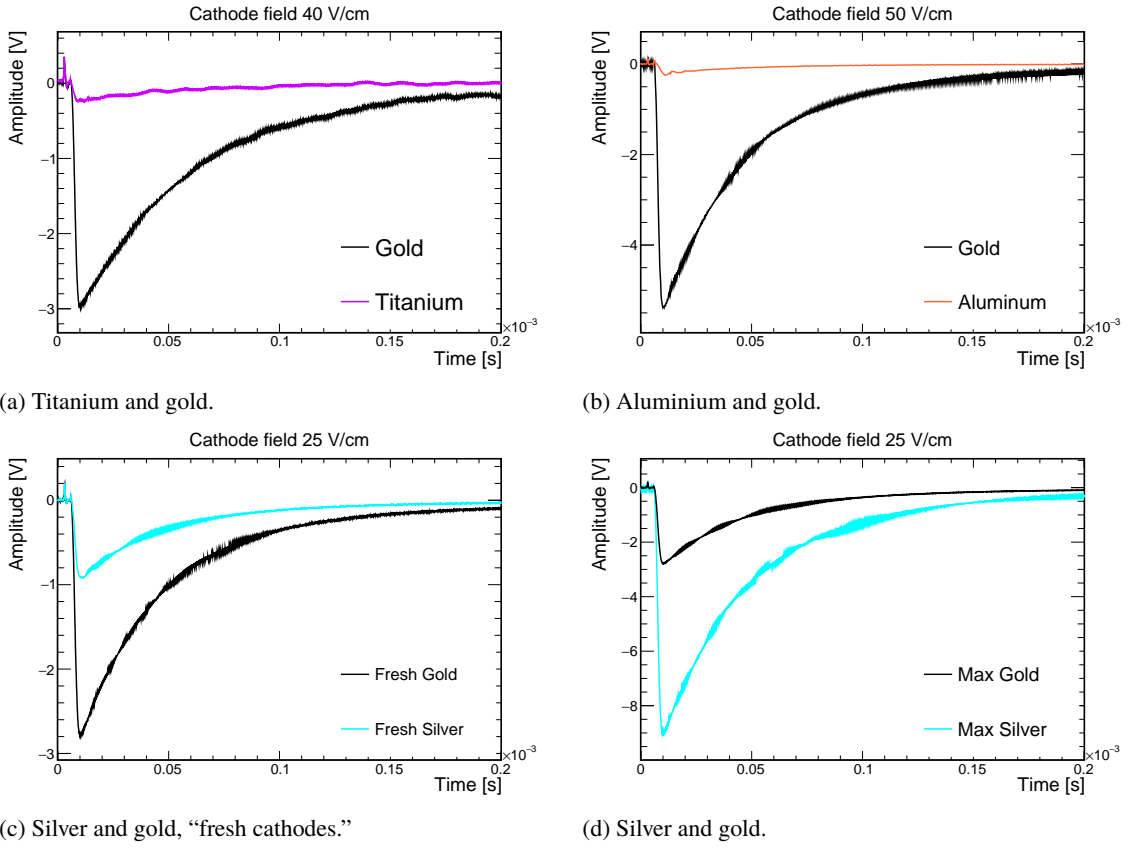 Cathode field 40 V/cm
Amplitude [V]
0
−1
−2
−3
Gold
Titanium
0 0.05 0.1 0.15 0.2
×10−3
Time [s]
(a) Titanium and gold.
Cathode field 50 V/cm
Amplitude [V]
0
−2
−4
Gold
Aluminum
0 0.05 0.1 0.15 0.2
×10−3
Time [s]
(b) Aluminium and gold.
Cathode field 25 V/cm
Amplitude [V]
0
−1
−2
−3
Fresh Gold
Fresh Silver
0 0.05 0.1 0.15 0.2
×10−3
Time [s]
(c) Silver and gold, “fresh cathodes.”
Cathode field 25 V/cm
Amplitude [V]
0
−2
−4
−6
−8
Max Gold
Max Silver
0 0.05 0.1 0.15 0.2
×10−3
Time [s]
(d) Silver and gold.